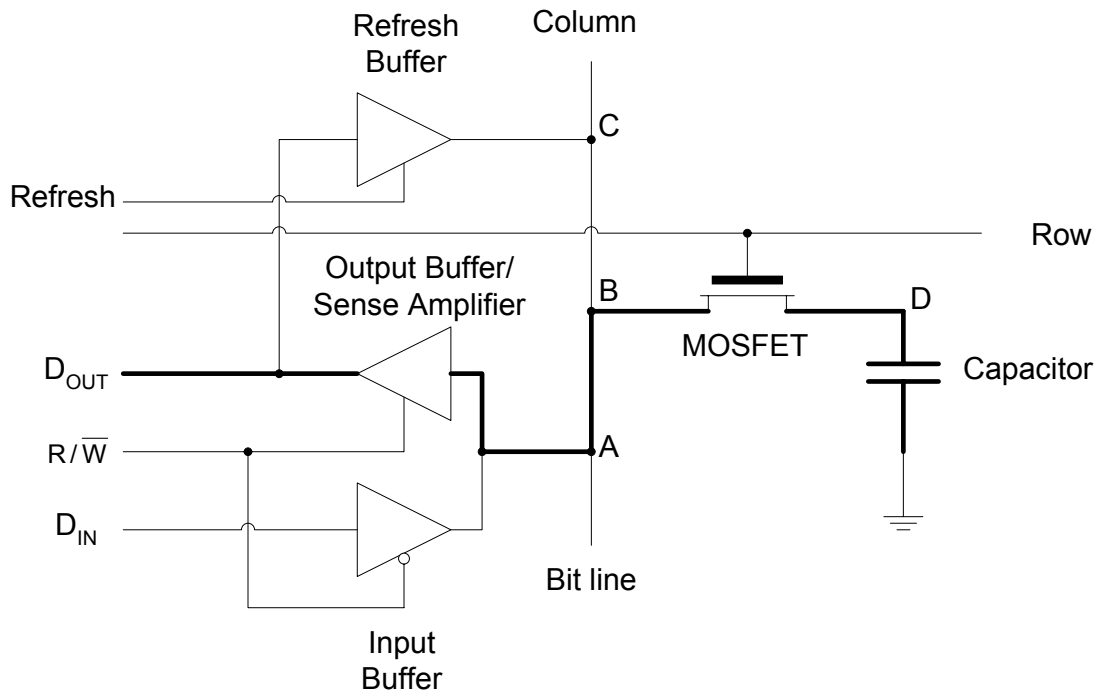 Refresh
Buffer
Column
C
Refresh
Row
Output Buffer/
Sense Amplifier
B
D
MOSFET
D_OUT
Capacitor
R/W̅
A
D_IN
Bit line
Input
Buffer